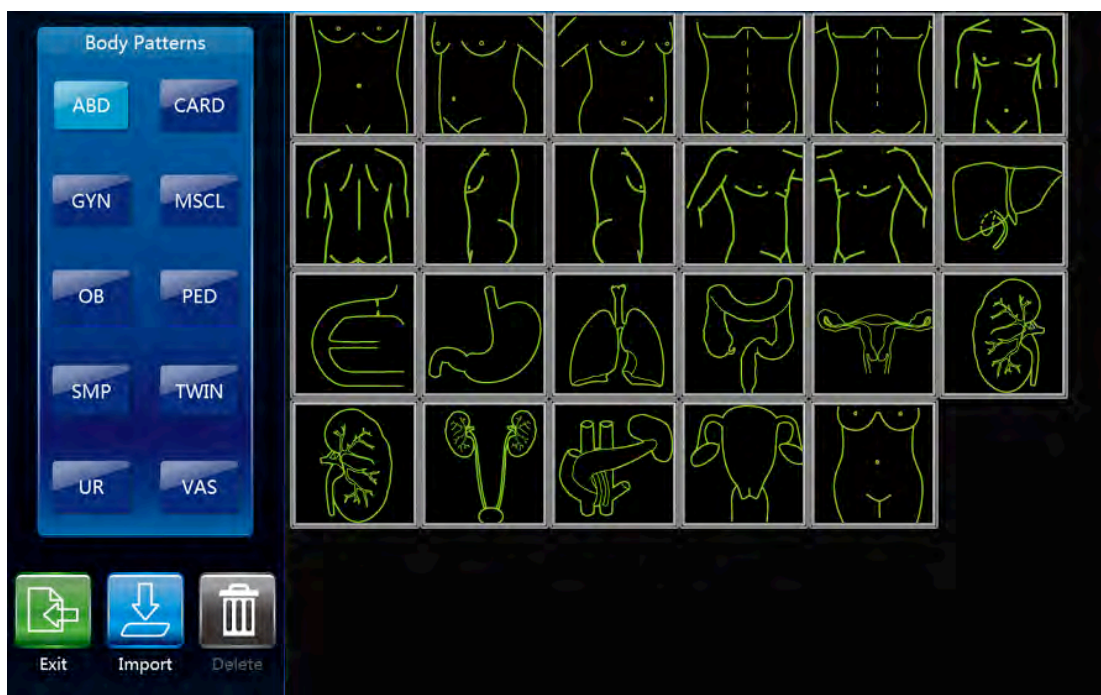 Body Patterns
ABD CARD
GYN MSCL
OB PED
SMP TWIN
UR VAS
Exit Import Delete